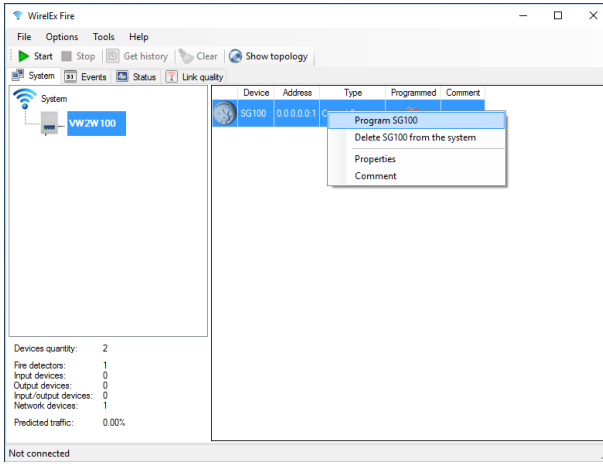 WirelEx Fire
File Options Tools Help
Start Stop Get history Clear Show topology
System Events Status Link quality
System
VW2W100
Device Address Type Programmed Comment
SG100 0.0.0.0.0:1
Program SG100
Delete SG100 from the system
Properties
Comment
Devices quantity: 2
Fire detectors: 1
Input devices: 0
Output devices: 0
Input/output devices: 0
Network devices: 1
Predicted traffic: 0.00%
Not connected